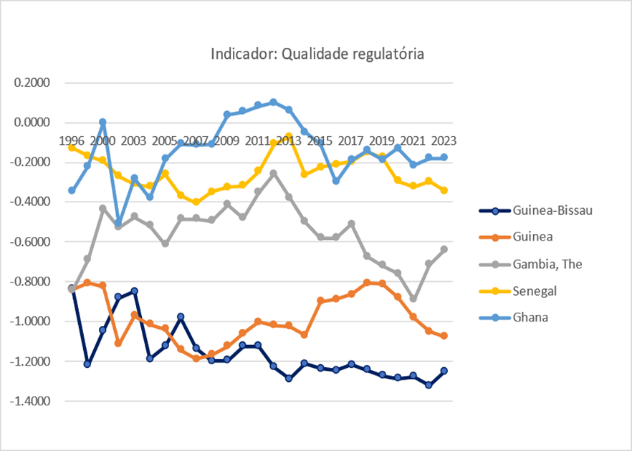 Indicador: Qualidade regulatória
0.2000
0.0000
1996 2000 2003 2005 2007 2009 2011 2013 2015 2017 2019 2021 2023
-0.2000
-0.4000
-0.6000
-0.8000
-1.0000
-1.2000
-1.4000
Guinea-Bissau
Guinea
Gambia, The
Senegal
Ghana